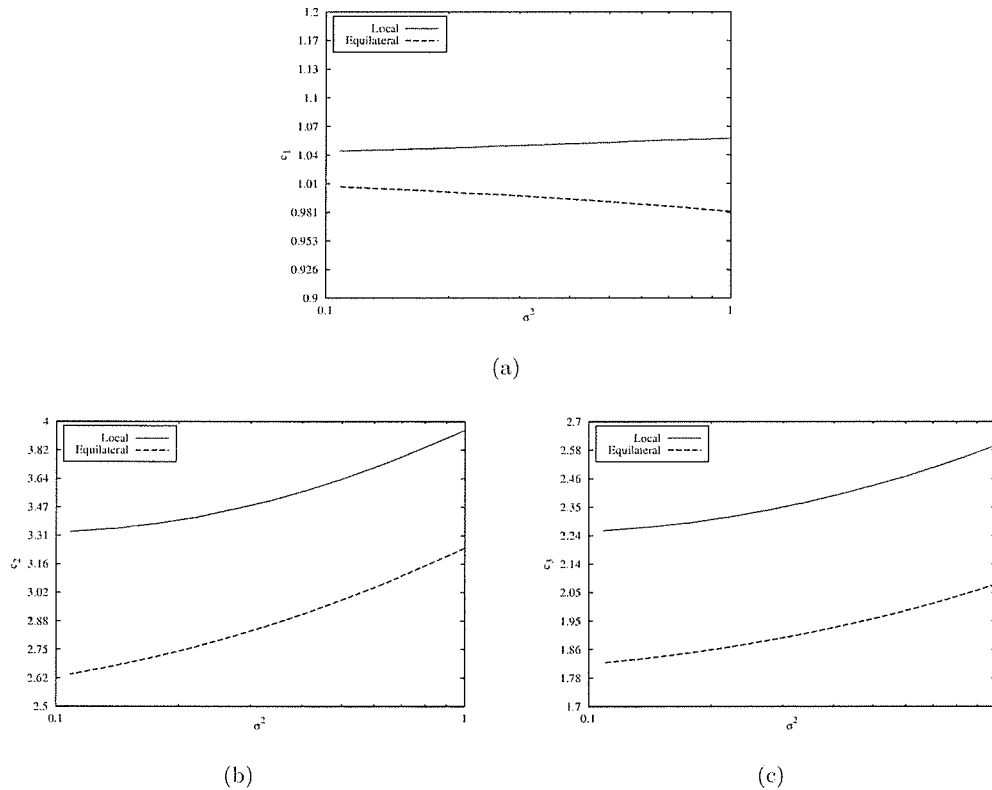 1.2
1.17
1.13
1.1
1.07
1.04
1.01
0.981
0.953
0.926
0.9
c1
Local
Equilateral
0.1
1
σ2
(a)
4
3.82
3.64
3.47
3.31
3.16
3.02
2.88
2.75
2.62
2.5
c2
Local
Equilateral
0.1
1
σ2
(b)
2.7
2.58
2.46
2.35
2.24
2.14
2.05
1.95
1.86
1.78
1.7
c3
Local
Equilateral
0.1
σ2
(c)